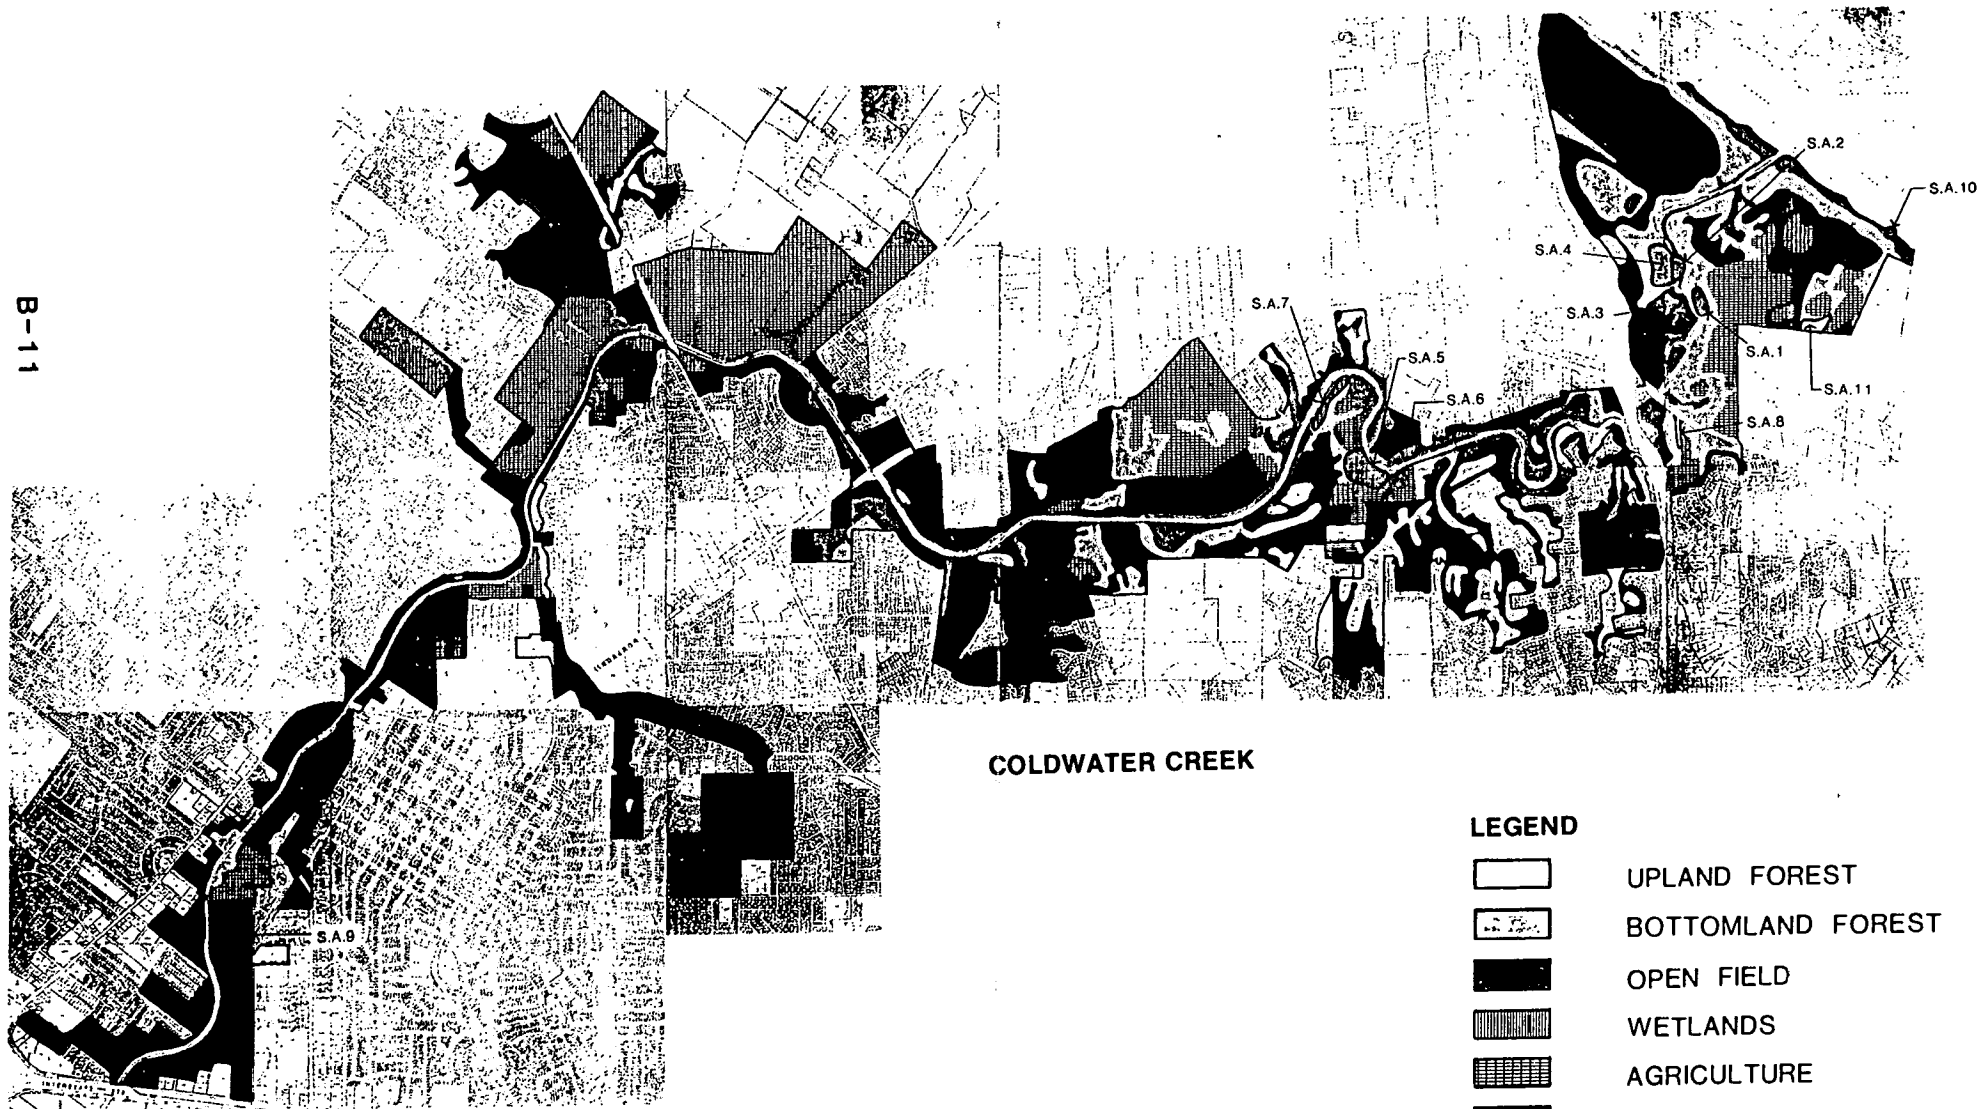 B-11
S.A.2
S.A.10
S.A.4
S.A.7
S.A.3
S.A.1
S.A.5
S.A.11
S.A.6
S.A.8
COLDWATER CREEK
S.A.9
LEGEND
UPLAND FOREST
BOTTOMLAND FOREST
OPEN FIELD
WETLANDS
AGRICULTURE